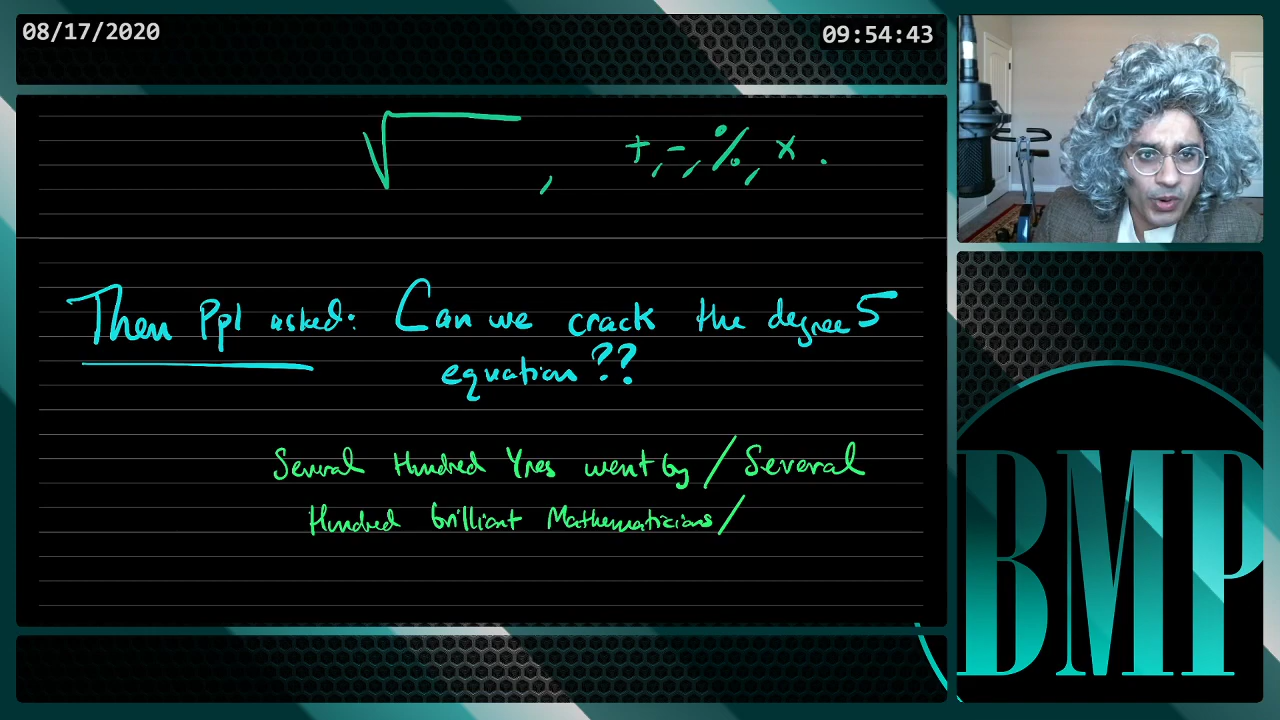 08/17/2020
09:54:43
√ , +, -, %, × .
Then Ppl asked: Can we crack the degree 5
equation??
Several Hundred Yres went by / Several
Hundred brilliant Mathematicians /
BMP